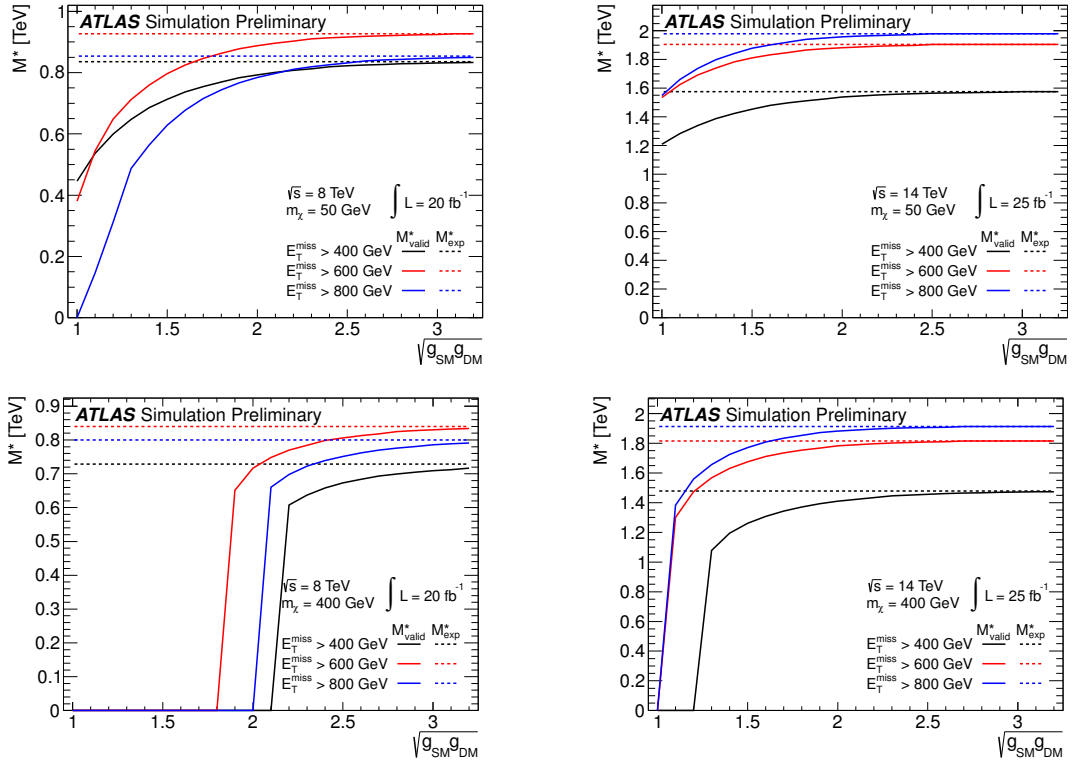 ATLAS Simulation Preliminary
M* [TeV]
0.8
0.6
0.4
0.2
0
√s = 8 TeV ∫ L = 20 fb⁻¹
mχ = 50 GeV
M*valid M*exp
E_T^miss > 400 GeV
E_T^miss > 600 GeV
E_T^miss > 800 GeV
1 1.5 2 2.5 3
√g_SM g_DM
ATLAS Simulation Preliminary
M* [TeV]
2
1.8
1.6
1.4
1.2
1
0.8
0.6
0.4
0.2
0
√s = 14 TeV ∫ L = 25 fb⁻¹
mχ = 50 GeV
M*valid M*exp
E_T^miss > 400 GeV
E_T^miss > 600 GeV
E_T^miss > 800 GeV
1 1.5 2 2.5 3
√g_SM g_DM
ATLAS Simulation Preliminary
M* [TeV]
0.9
0.8
0.7
0.6
0.5
0.4
0.3
0.2
0.1
0
√s = 8 TeV ∫ L = 20 fb⁻¹
mχ = 400 GeV
M*valid M*exp
E_T^miss > 400 GeV
E_T^miss > 600 GeV
E_T^miss > 800 GeV
1 1.5 2 2.5 3
√g_SM g_DM
ATLAS Simulation Preliminary
M* [TeV]
2
1.8
1.6
1.4
1.2
1
0.8
0.6
0.4
0.2
0
√s = 14 TeV ∫ L = 25 fb⁻¹
mχ = 400 GeV
M*valid M*exp
E_T^miss > 400 GeV
E_T^miss > 600 GeV
E_T^miss > 800 GeV
1 1.5 2 2.5 3
√g_SM g_DM